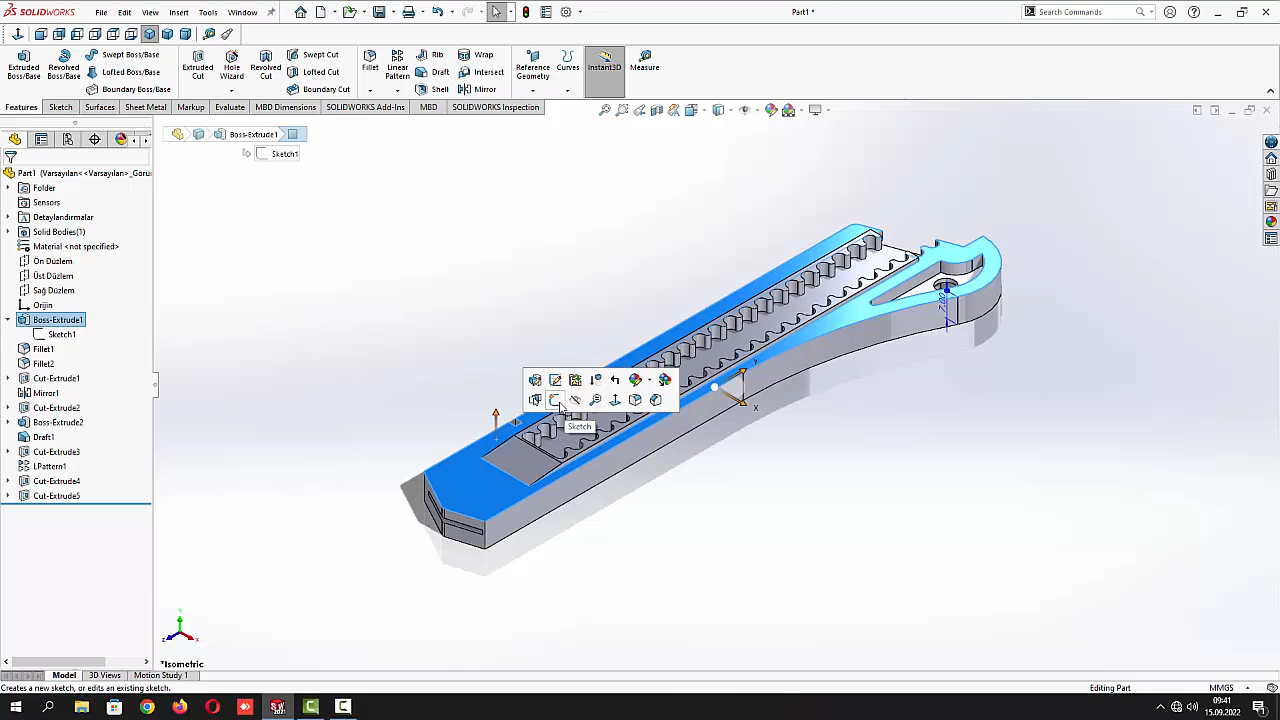 SOLIDWORKS
File Edit View Insert Tools Window
Part1 *
Search Commands
Extruded Boss/Base
Revolved Boss/Base
Swept Boss/Base
Lofted Boss/Base
Boundary Boss/Base
Extruded Cut
Hole Wizard
Revolved Cut
Swept Cut
Lofted Cut
Boundary Cut
Fillet
Linear Pattern
Rib
Draft
Shell
Wrap
Intersect
Mirror
Reference Geometry
Curves
Instant3D
Measure
Features Sketch Surfaces Sheet Metal Markup Evaluate MBD Dimensions SOLIDWORKS Add-Ins MBD SOLIDWORKS Inspection
Boss-Extrude1
Sketch1
Part1 (Varsayılan<<Varsayılan>_Görü
Folder
Sensors
Detaylandırmalar
Solid Bodies(1)
Material <not specified>
Ön Düzlem
Üst Düzlem
Sağ Düzlem
Orijin
Boss-Extrude1
Sketch1
Fillet1
Fillet2
Cut-Extrude1
Mirror1
Cut-Extrude2
Boss-Extrude2
Draft1
Cut-Extrude3
LPattern1
Cut-Extrude4
Cut-Extrude5
Y
X
Sketch
Y
Z
X
*Isometric
Model 3D Views Motion Study 1
Creates a new sketch, or edits an existing sketch.
Editing Part
MMGS
09:41
15.09.2022